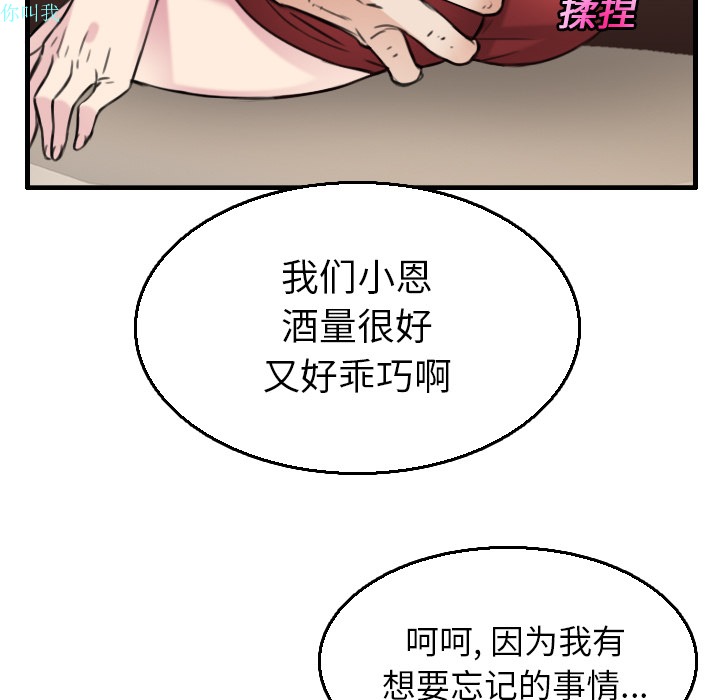 你叫我
揉捏
我们小恩
酒量很好
又好乖巧啊
呵呵, 因为我有
想要忘记的事情...